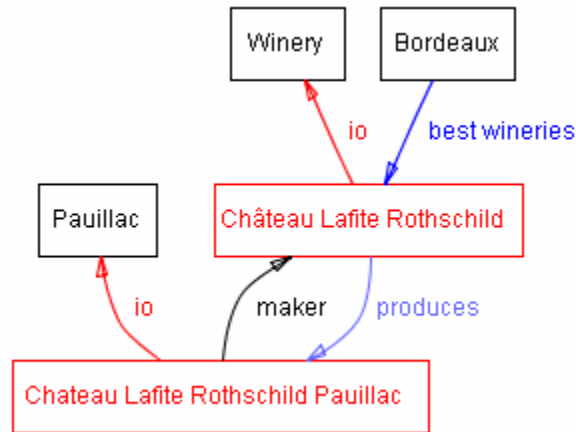 Winery
Bordeaux
io
best wineries
Pauillac
Château Lafite Rothschild
io
maker
produces
Chateau Lafite Rothschild Pauillac